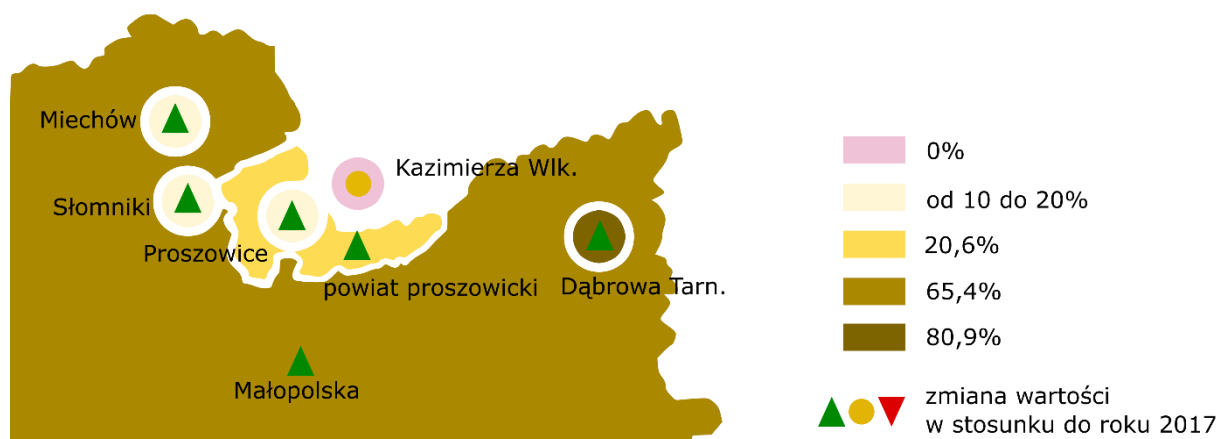 Miechów
Słomniki
Proszowice
Kazimierza Wlk.
powiat proszowicki
Dąbrowa Tarn.
Małopolska
0%
od 10 do 20%
20,6%
65,4%
80,9%
zmiana wartości
w stosunku do roku 2017